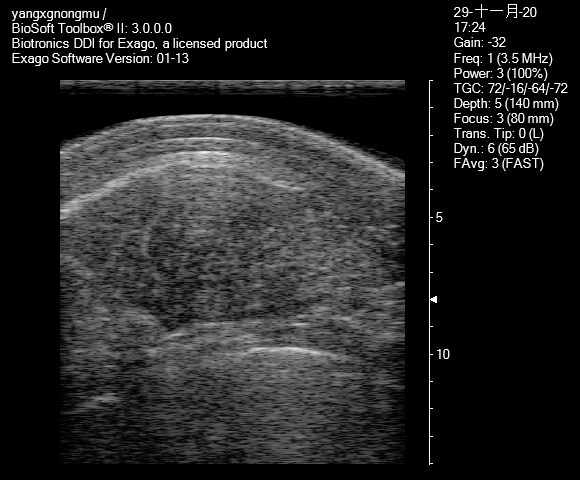 yangxgnongmu /
BioSoft Toolbox® II: 3.0.0.0
Biotronics DDI for Exago, a licensed product
Exago Software Version: 01-13
29-十一月-20
17:24
Gain: -32
Freq: 1 (3.5 MHz)
Power: 3 (100%)
TGC: 72/-16/-64/-72
Depth: 5 (140 mm)
Focus: 3 (80 mm)
Trans. Tip: 0 (L)
Dyn.: 6 (65 dB)
FAvg: 3 (FAST)
5
10